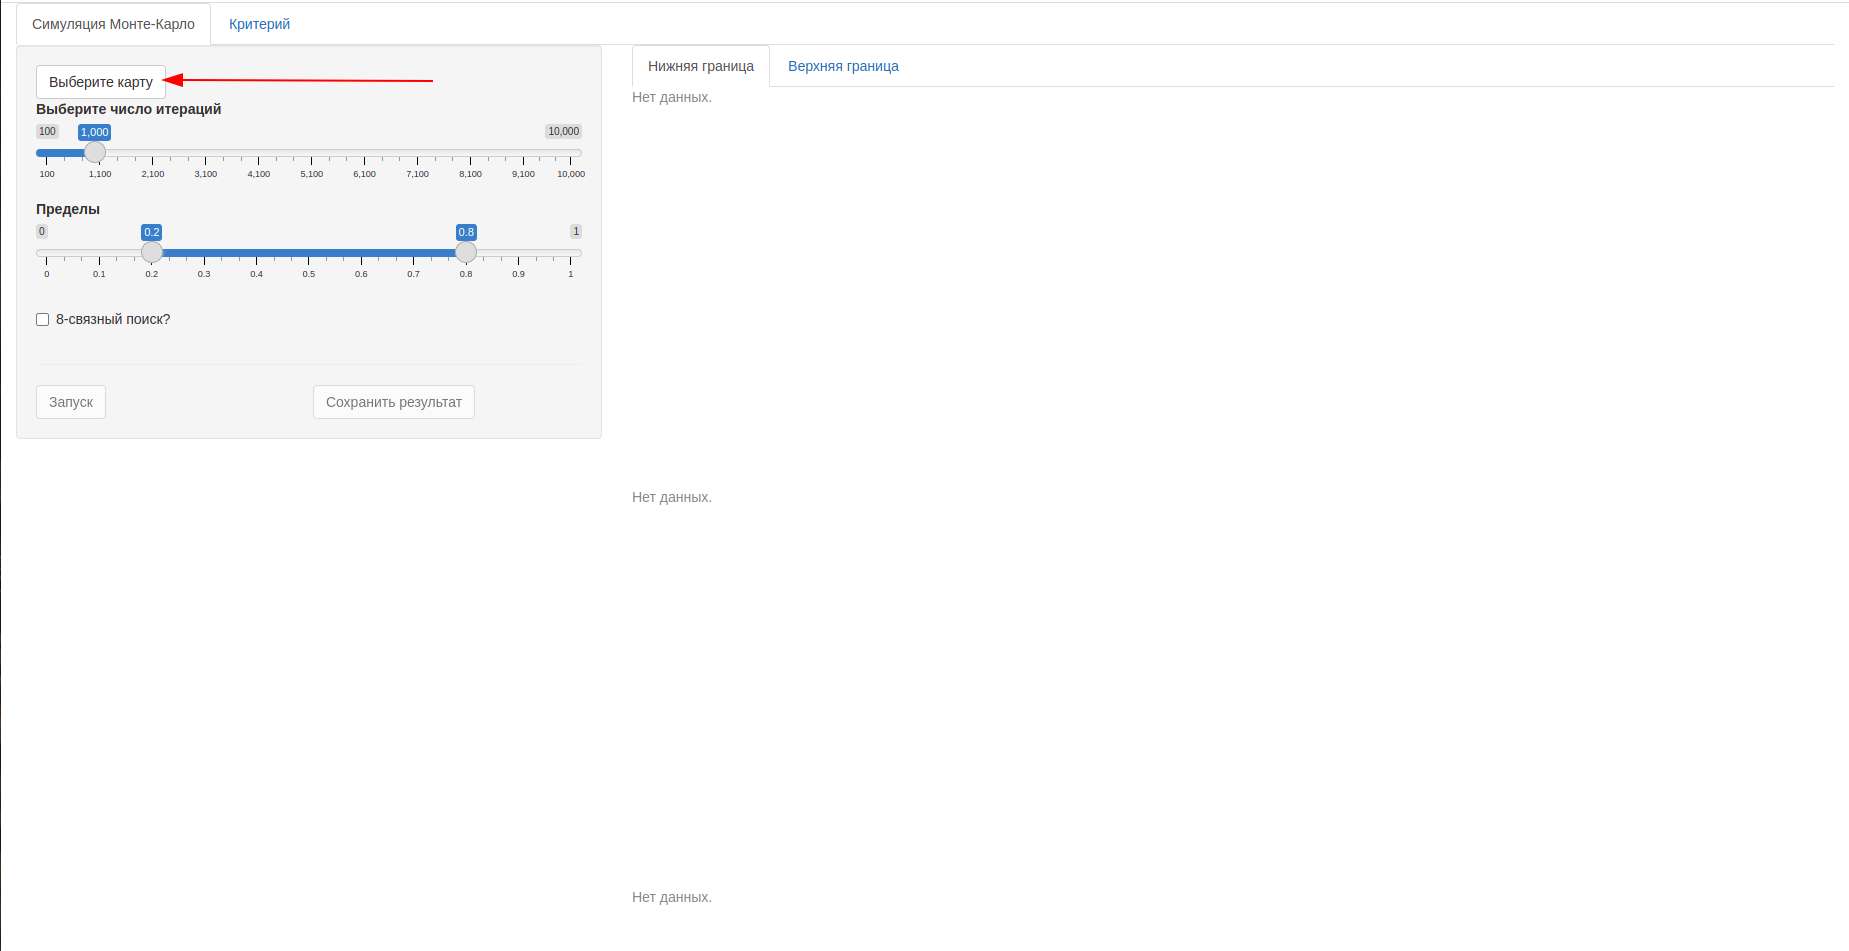 Симуляция Монте-Карло Критерий
Выберите карту
Выберите число итераций
100 1,000 10,000
100 1,100 2,100 3,100 4,100 5,100 6,100 7,100 8,100 9,100 10,000
Пределы
0 0.2 0.8 1
0 0.1 0.2 0.3 0.4 0.5 0.6 0.7 0.8 0.9 1
8-связный поиск?
Запуск Сохранить результат
Нижняя граница Верхняя граница
Нет данных.
Нет данных.
Нет данных.